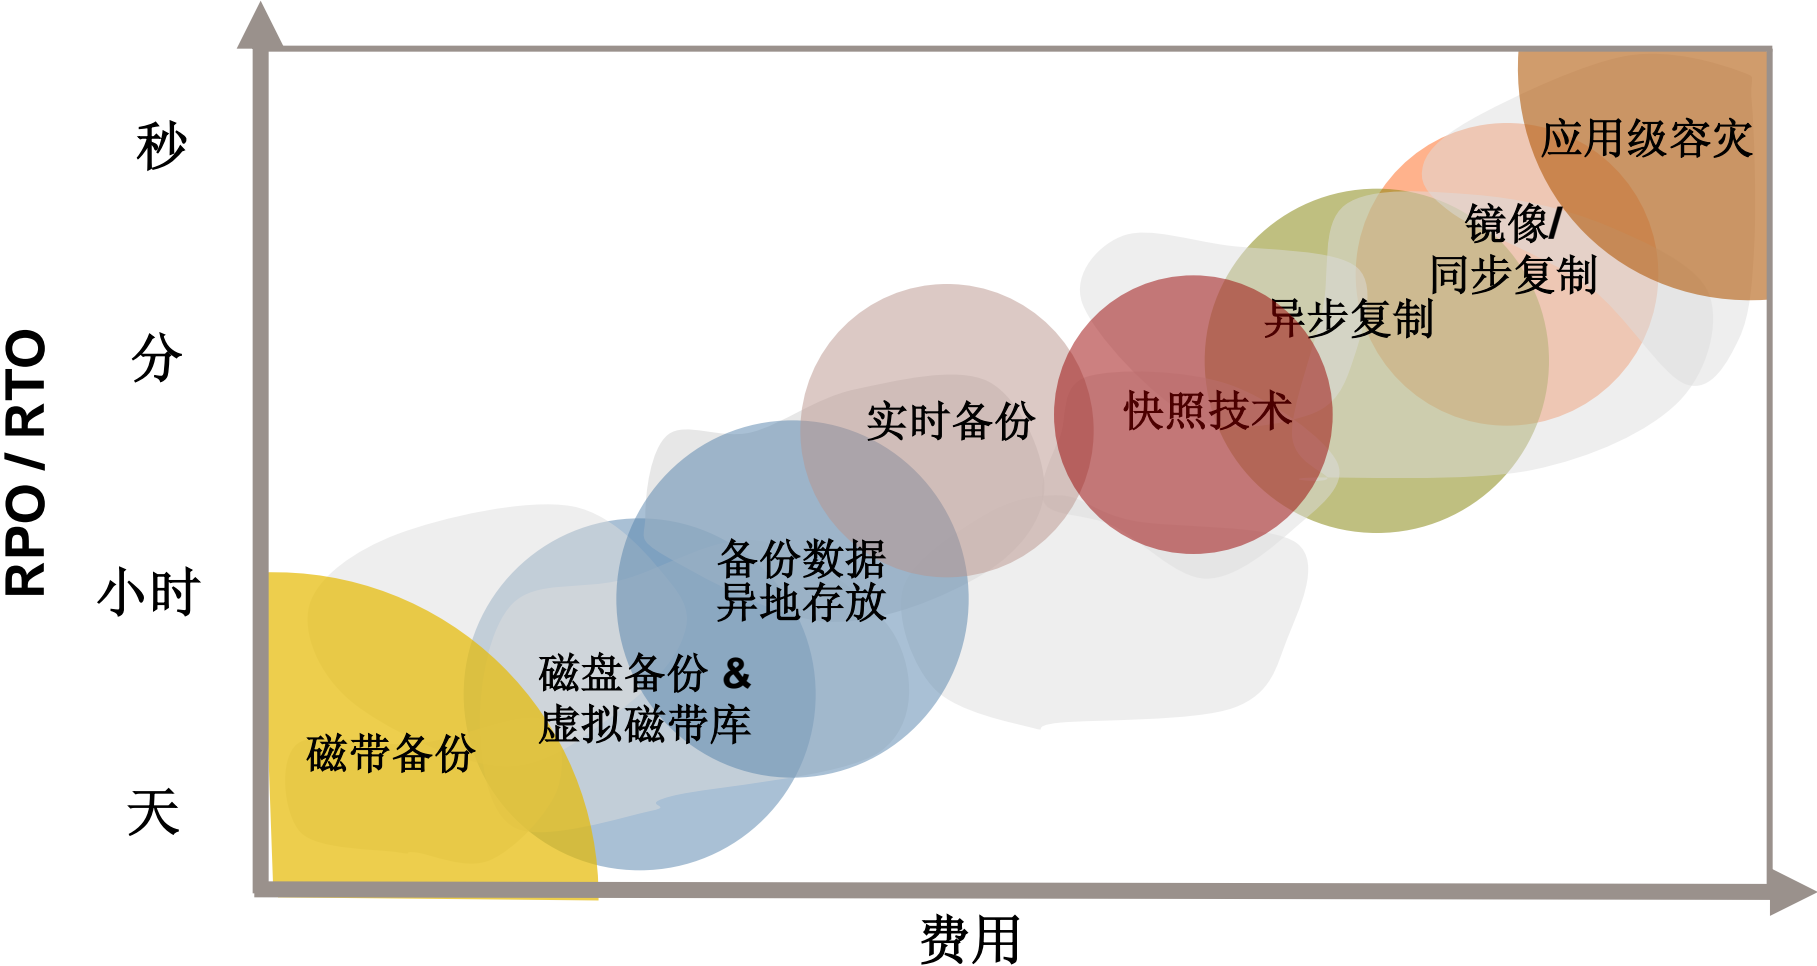 秒
应用级容灾
镜像/
同步复制
异步复制
分
快照技术
实时备份
RPO / RTO
备份数据
异地存放
小时
磁盘备份 &
虚拟磁带库
磁带备份
天
费用